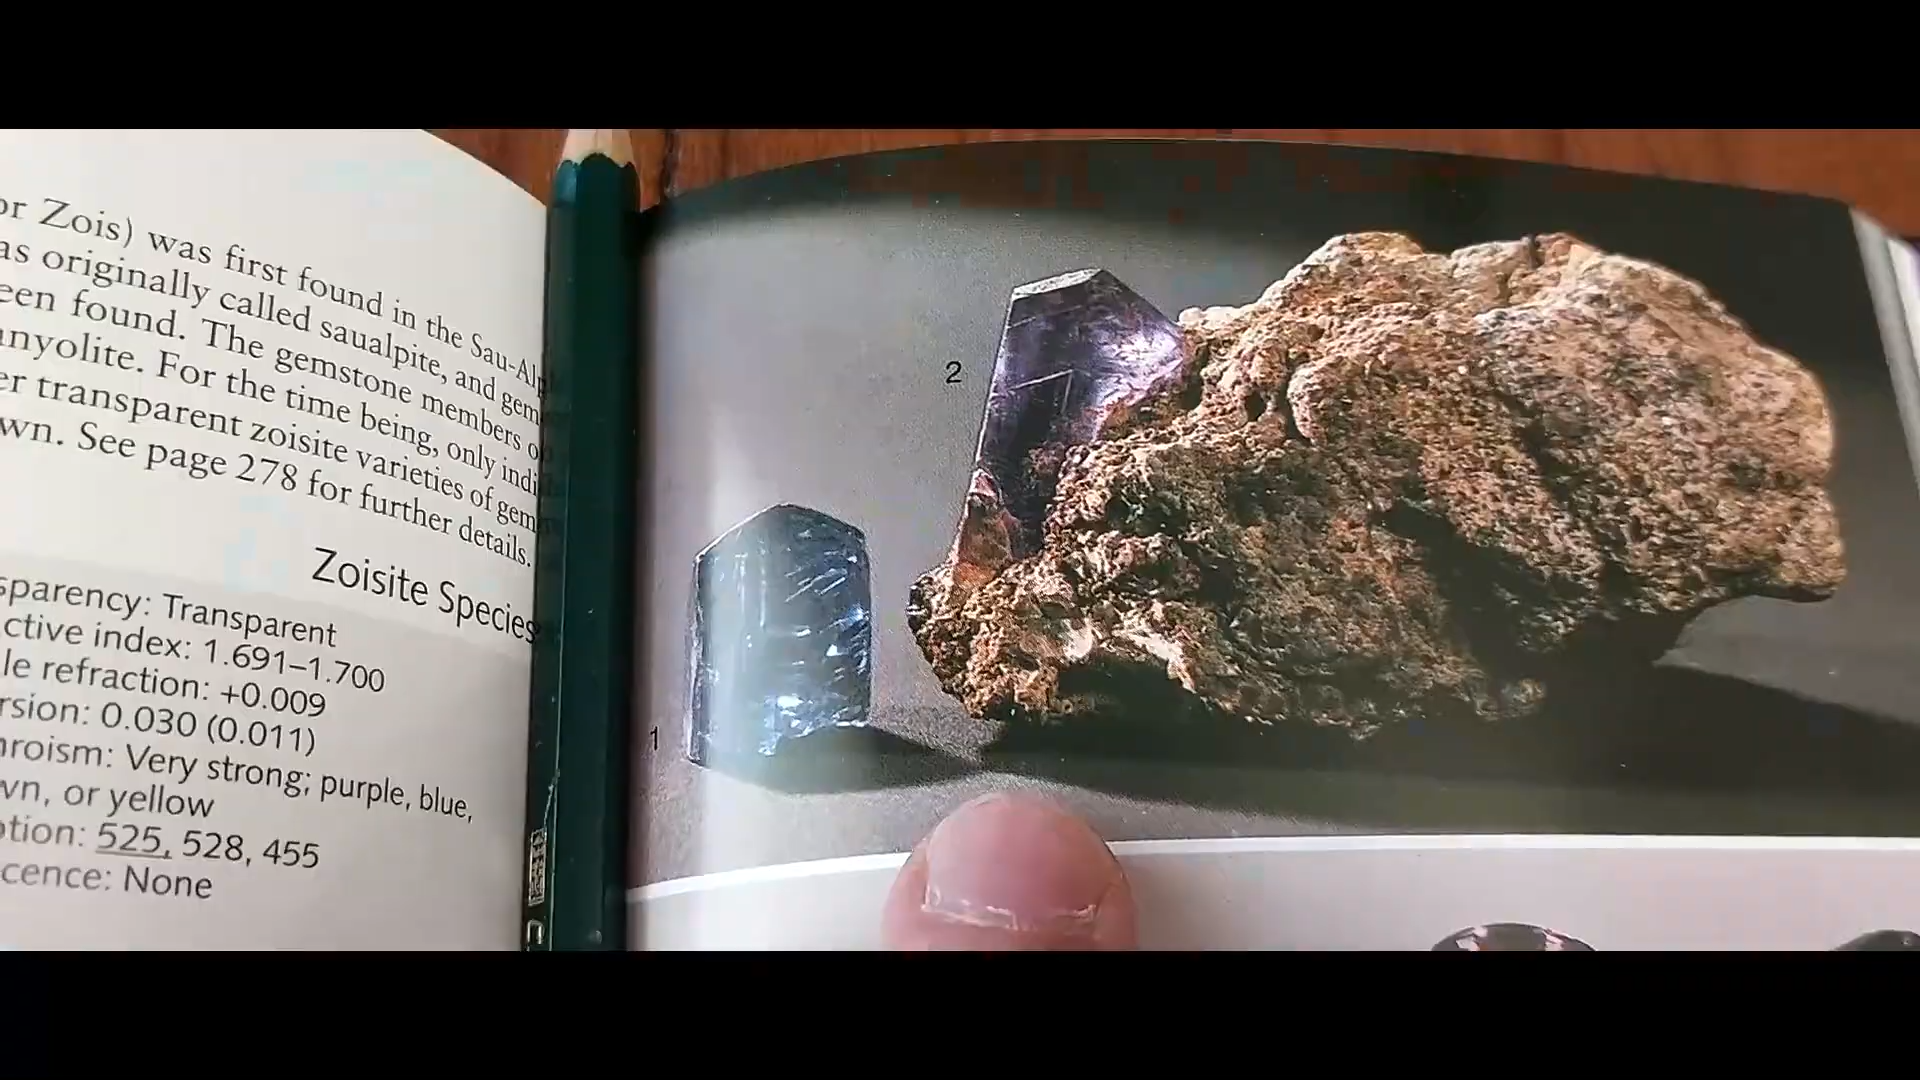 or Zois) was first found in the Sau-Alp
as originally called saualpite, and gem
een found. The gemstone members o
nyolite. For the time being, only indi
er transparent zoisite varieties of gem
wn. See page 278 for further details.
Zoisite Species
sparency: Transparent
ctive index: 1.691–1.700
le refraction: +0.009
rsion: 0.030 (0.011)
hroism: Very strong; purple, blue,
wn, or yellow
ption: 525, 528, 455
cence: None
2
1